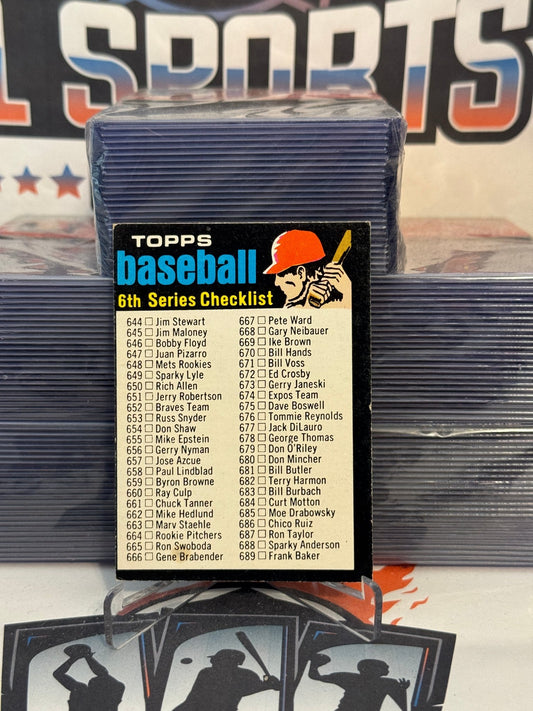 L SPORTS
TOPPS
baseball
6th Series Checklist
644 Jim Stewart
645 Jim Maloney
646 Bobby Floyd
647 Juan Pizarro
648 Mets Rookies
649 Sparky Lyle
650 Rich Allen
651 Jerry Robertson
652 Braves Team
653 Russ Snyder
654 Don Shaw
655 Mike Epstein
656 Gerry Nyman
657 Jose Azcue
658 Paul Lindblad
659 Byron Browne
660 Ray Culp
661 Chuck Tanner
662 Mike Hedlund
663 Marv Staehle
664 Rookie Pitchers
665 Ron Swoboda
666 Gene Brabender
667 Pete Ward
668 Gary Neibauer
669 Ike Brown
670 Bill Hands
671 Bill Voss
672 Ed Crosby
673 Gerry Janeski
674 Expos Team
675 Dave Boswell
676 Tommie Reynolds
677 Jack DiLauro
678 George Thomas
679 Don O'Riley
680 Don Mincher
681 Bill Butler
682 Terry Harmon
683 Bill Burbach
684 Curt Motton
685 Moe Drabowsky
686 Chico Ruiz
687 Ron Taylor
688 Sparky Anderson
689 Frank Baker